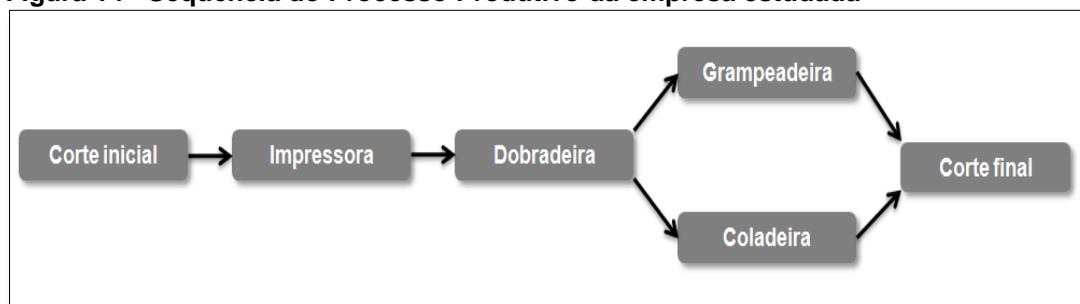 Grampeadeira
Corte inicial
Impressora
Dobradeira
Corte final
Coladeira